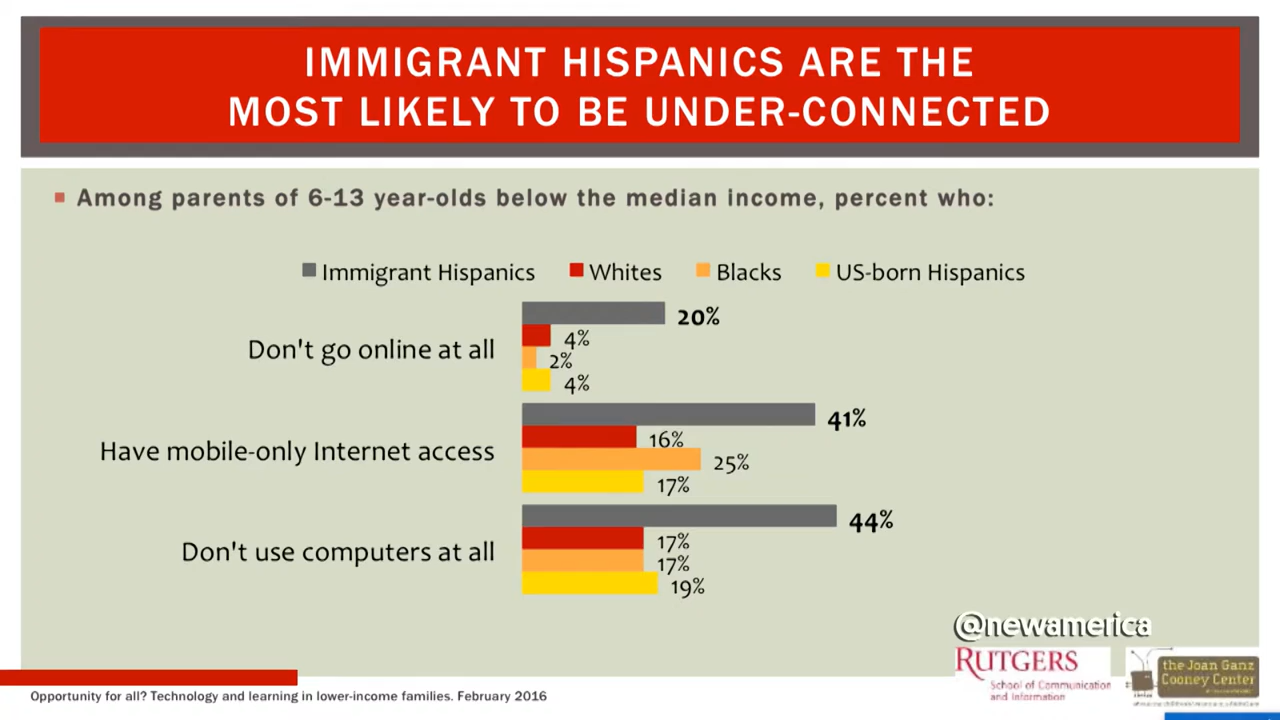 IMMIGRANT HISPANICS ARE THE
MOST LIKELY TO BE UNDER-CONNECTED
Among parents of 6-13 year-olds below the median income, percent who:
Immigrant Hispanics Whites Blacks US-born Hispanics
Don't go online at all
20%
4%
2%
4%
Have mobile-only Internet access
41%
16%
25%
17%
Don't use computers at all
44%
17%
17%
19%
@newamerica
RUTGERS
School of Communication
and Information
the Joan Ganz
Cooney Center
Opportunity for all? Technology and learning in lower-income families. February 2016